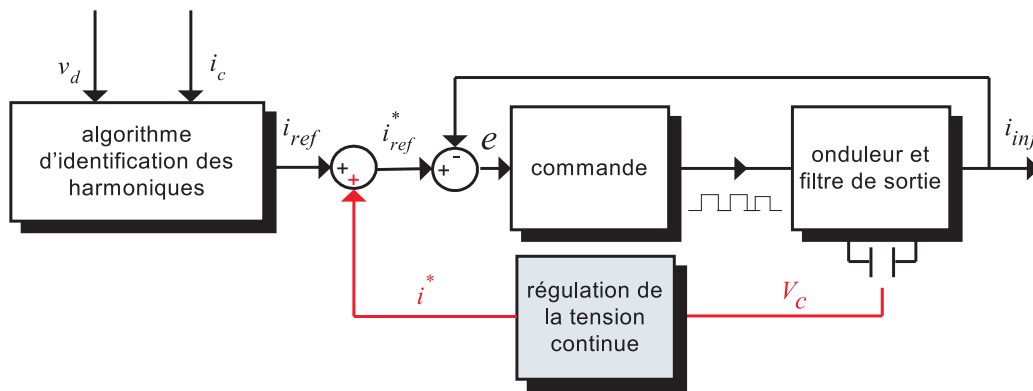 v_d
i_c
algorithme
d'identification des
harmoniques
i_ref
+
+
i*_ref
+
-
e
commande
onduleur et
filtre de sortie
i_inj
i*
régulation de
la tension
continue
V_c